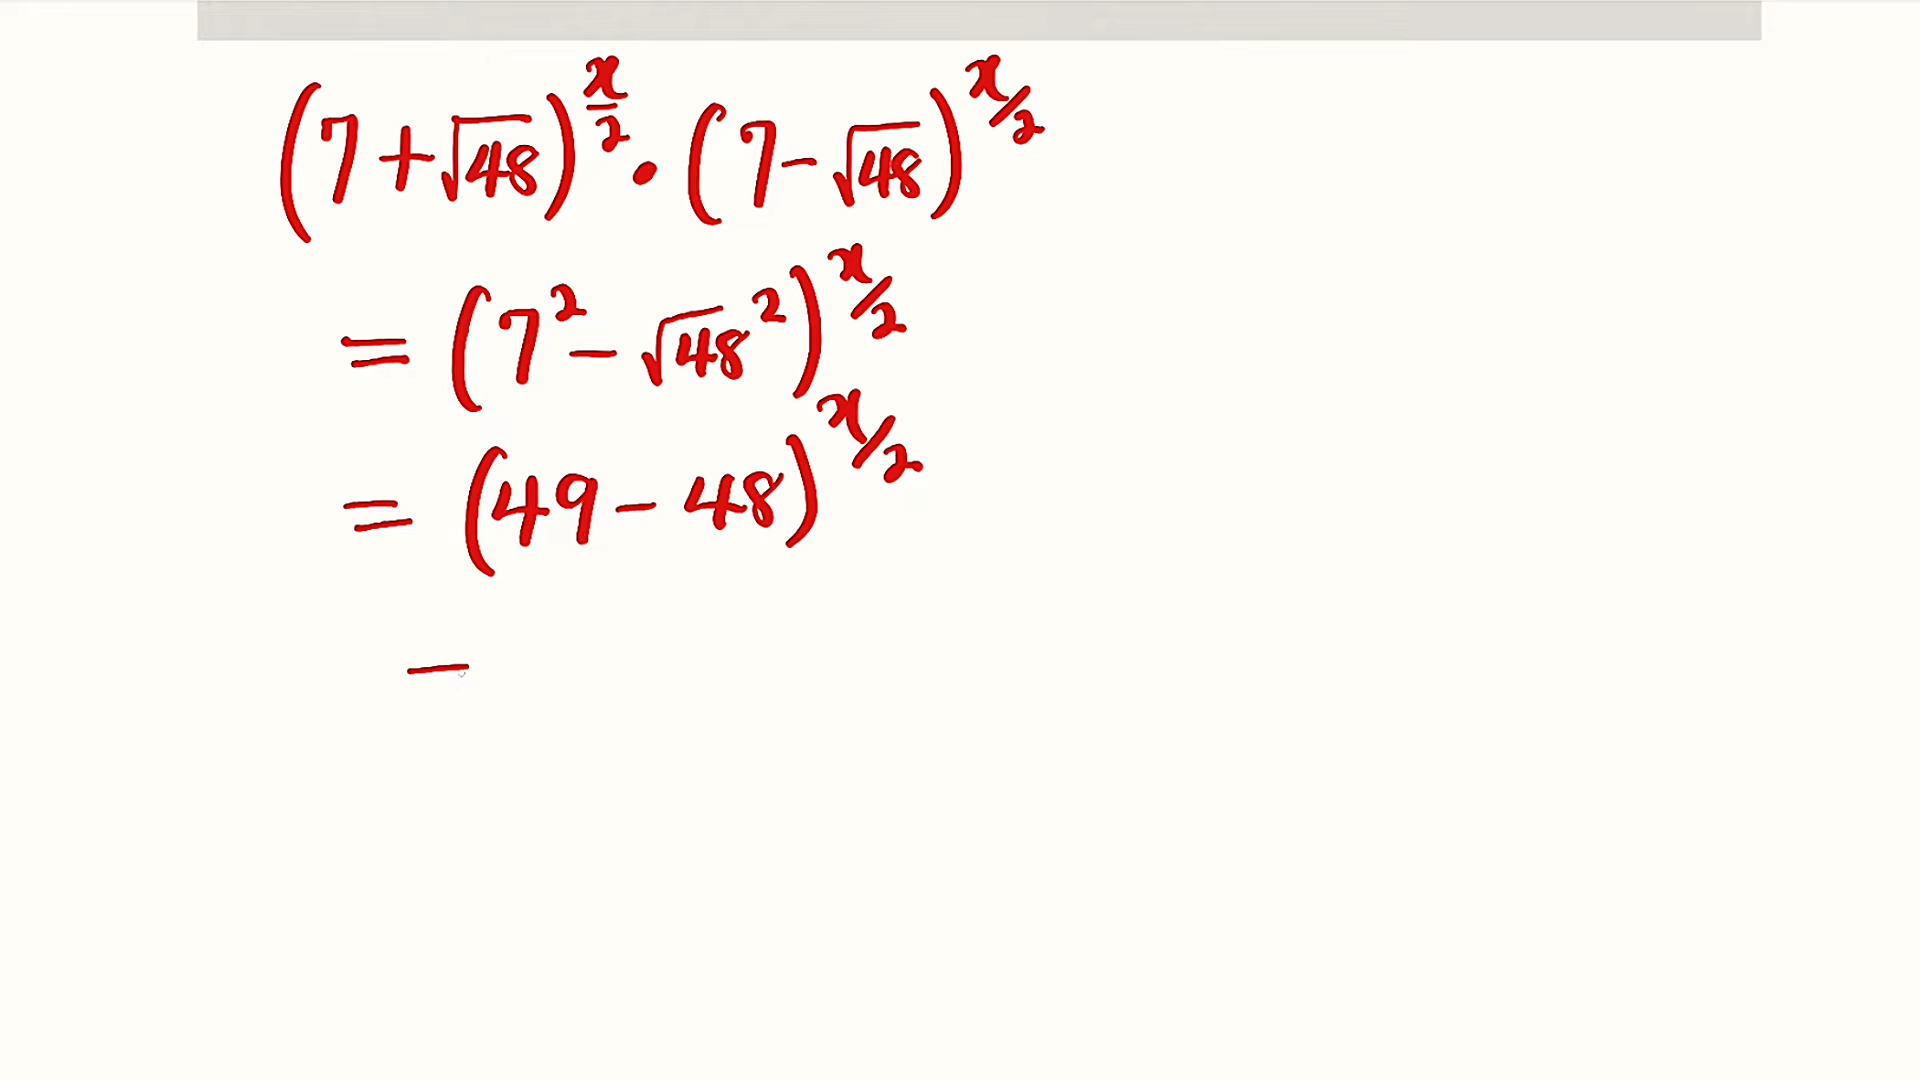 (7+√48)^(x/2) • (7-√48)^(x/2)
= (7² - √48²)^(x/2)
= (49 - 48)^(x/2)
—